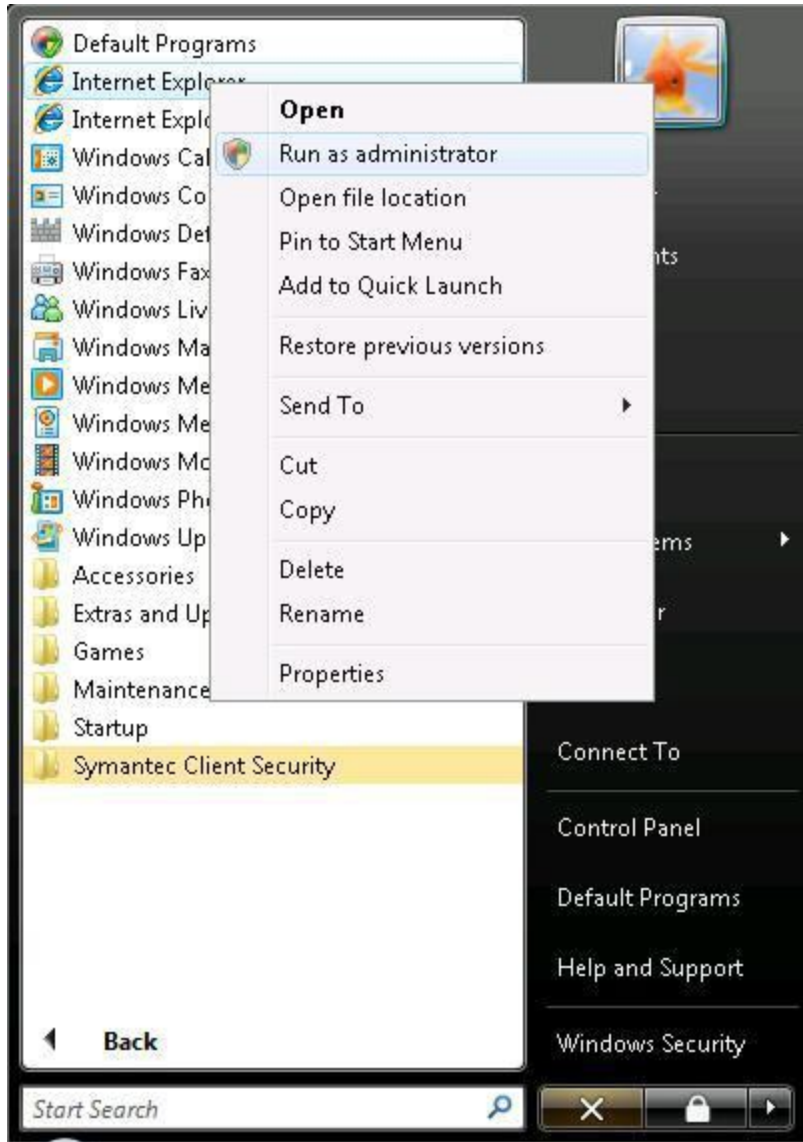 Default Programs
Internet Explorer
Internet Explo
Windows Cal
Windows Co
Windows Def
Windows Fax
Windows Liv
Windows Ma
Windows Me
Windows Me
Windows Mo
Windows Pho
Windows Up
Accessories
Extras and Up
Games
Maintenance
Startup
Symantec Client Security
Back
Start Search
Open
Run as administrator
Open file location
Pin to Start Menu
Add to Quick Launch
Restore previous versions
Send To
Cut
Copy
Delete
Rename
Properties
nts
ems
r
Connect To
Control Panel
Default Programs
Help and Support
Windows Security